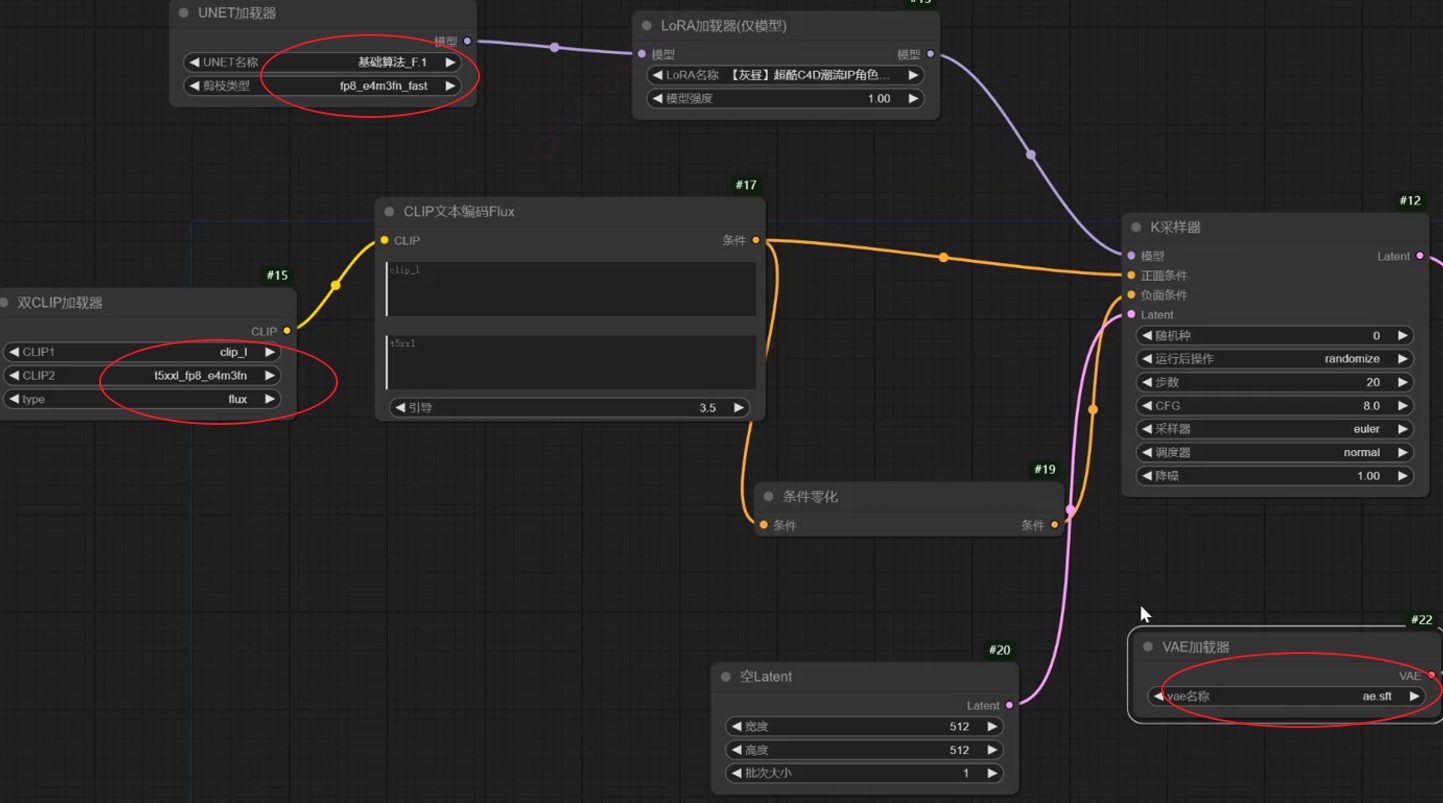 UNET加载器
模型
UNET名称 基础算法_F.1
剪枝类型 fp8_e4m3fn_fast
LoRA加载器(仅模型)
模型 模型
LoRA名称 【灰昼】超酷C4D潮流IP角色...
模型强度 1.00
#17
CLIP文本编码Flux
CLIP 条件
clip_l
t5xxl
引导 3.5
#15
双CLIP加载器
CLIP
CLIP1 clip_l
CLIP2 t5xxl_fp8_e4m3fn
type flux
#12
K采样器
模型 Latent
正面条件
负面条件
Latent
随机种 0
运行后操作 randomize
步数 20
CFG 8.0
采样器 euler
调度器 normal
降噪 1.00
#19
条件零化
条件 条件
#20
空Latent
Latent
宽度 512
高度 512
批次大小 1
#22
VAE加载器
VAE
vae名称 ae.sft